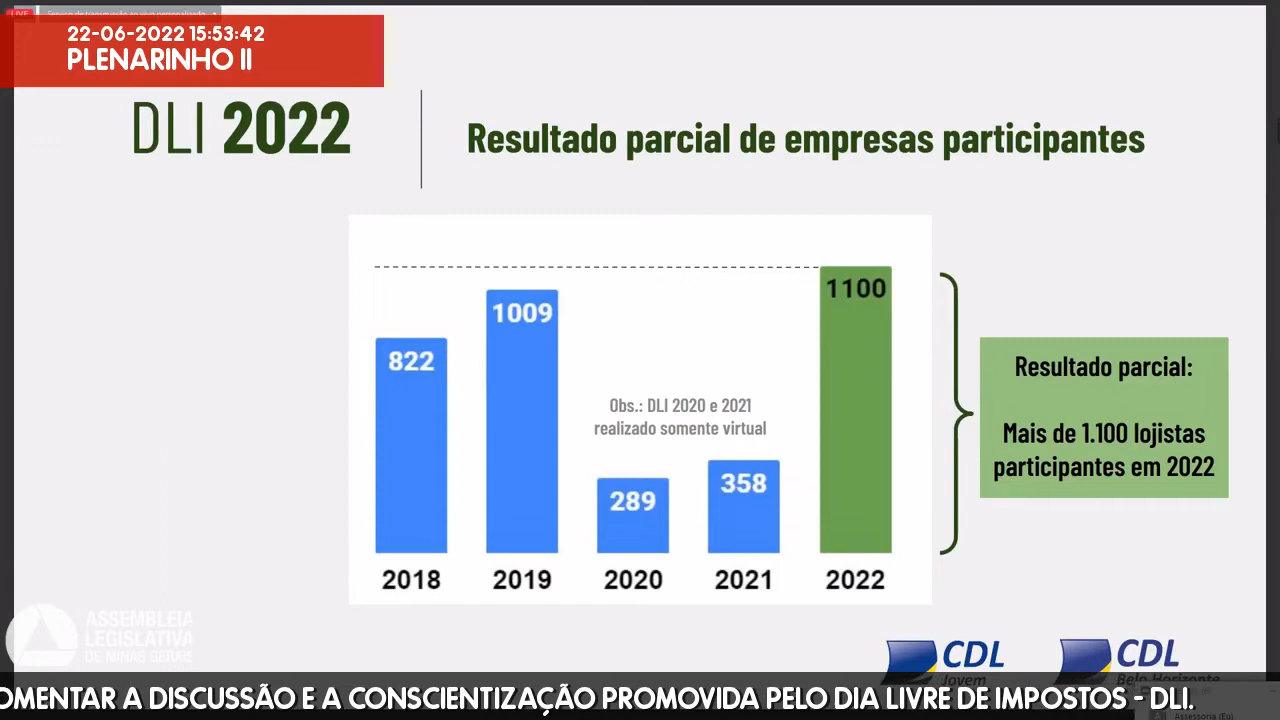 LIVE
22-06-2022 15:53:42
PLENARINHO II
DLI 2022
Resultado parcial de empresas participantes
1100
1009
822
Obs.: DLI 2020 e 2021
realizado somente virtual
358
289
2018 2019 2020 2021 2022
Resultado parcial:
Mais de 1.100 lojistas
participantes em 2022
ASSEMBLEIA
LEGISLATIVA
DE MINAS GERAIS
CDL
Jovem
CDL
Belo Horizonte
OMENTAR A DISCUSSÃO E A CONSCIENTIZAÇÃO PROMOVIDA PELO DIA LIVRE DE IMPOSTOS - DLI.
Assessoria (Eu)